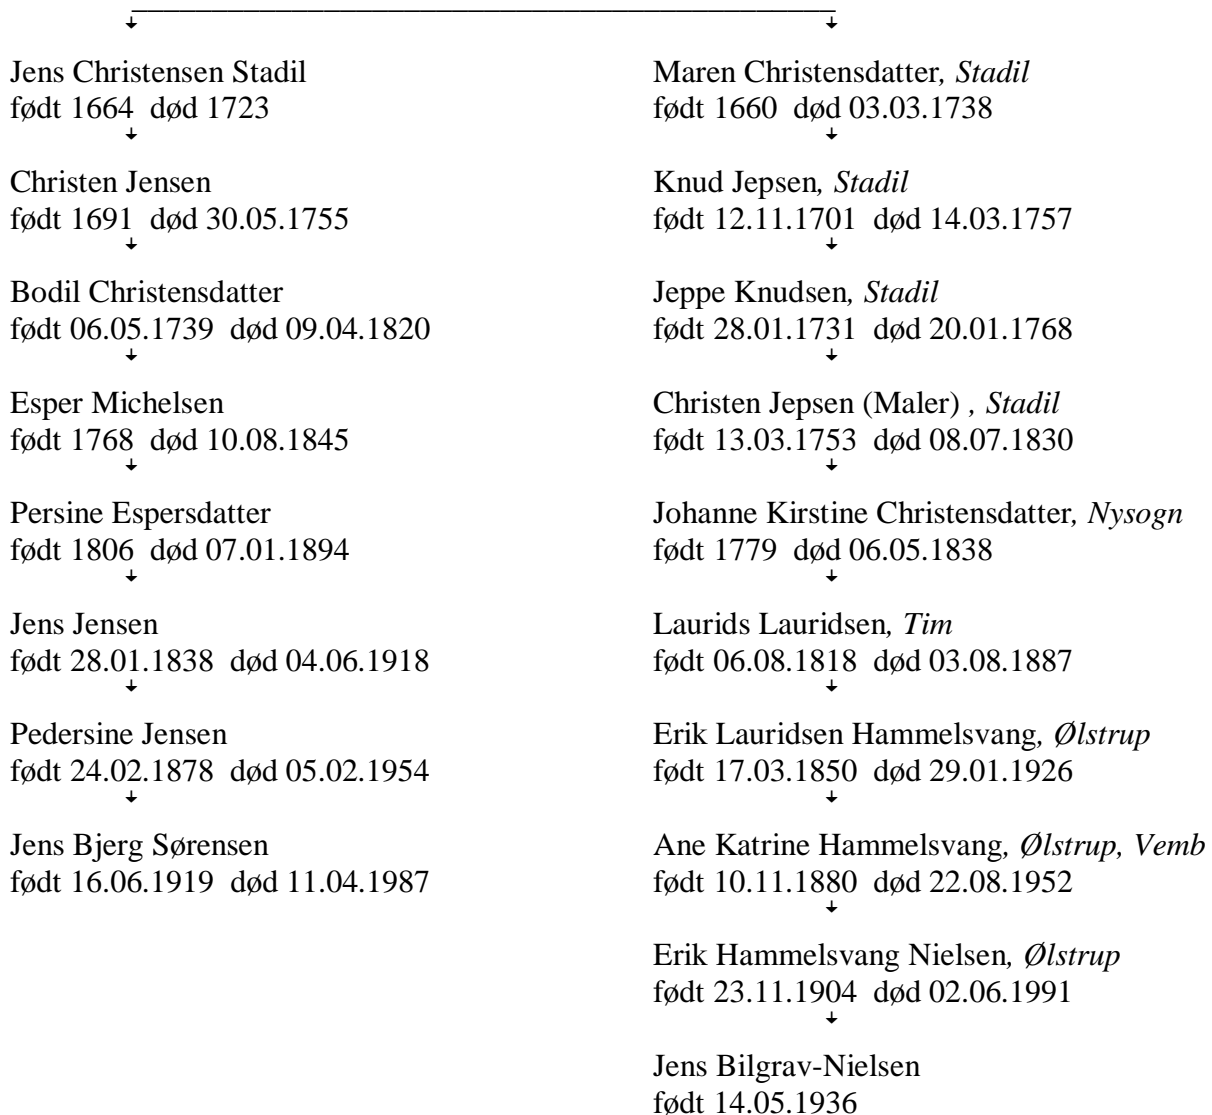 Jens Christensen Stadil
født 1664 død 1723
Christen Jensen
født 1691 død 30.05.1755
Bodil Christensdatter
født 06.05.1739 død 09.04.1820
Esper Michelsen
født 1768 død 10.08.1845
Persine Espersdatter
født 1806 død 07.01.1894
Jens Jensen
født 28.01.1838 død 04.06.1918
Pedersine Jensen
født 24.02.1878 død 05.02.1954
Jens Bjerg Sørensen
født 16.06.1919 død 11.04.1987
Maren Christensdatter, Stadil
født 1660 død 03.03.1738
Knud Jepsen, Stadil
født 12.11.1701 død 14.03.1757
Jeppe Knudsen, Stadil
født 28.01.1731 død 20.01.1768
Christen Jepsen (Maler) , Stadil
født 13.03.1753 død 08.07.1830
Johanne Kirstine Christensdatter, Nysogn
født 1779 død 06.05.1838
Laurids Lauridsen, Tim
født 06.08.1818 død 03.08.1887
Erik Lauridsen Hammelsvang, Ølstrup
født 17.03.1850 død 29.01.1926
Ane Katrine Hammelsvang, Ølstrup, Vemb
født 10.11.1880 død 22.08.1952
Erik Hammelsvang Nielsen, Ølstrup
født 23.11.1904 død 02.06.1991
Jens Bilgrav-Nielsen
født 14.05.1936